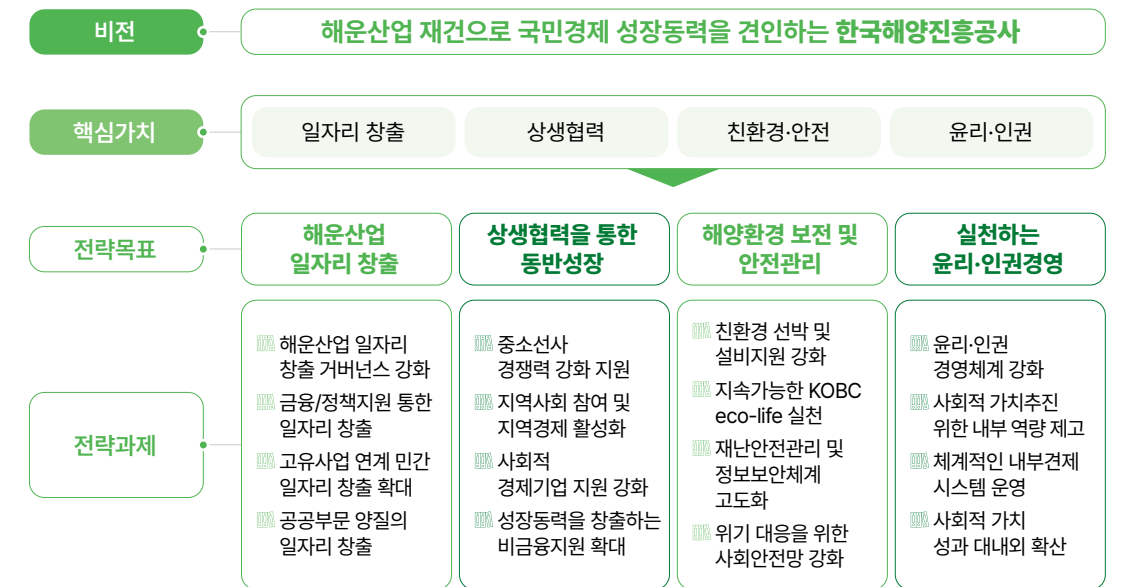 비전
해운산업 재건으로 국민경제 성장동력을 견인하는 한국해양진흥공사
핵심가치
일자리 창출
상생협력
친환경·안전
윤리·인권
전략목표
해운산업
일자리 창출
상생협력을 통한
동반성장
해양환경 보전 및
안전관리
실천하는
윤리·인권경영
전략과제
해운산업 일자리
창출 거버넌스 강화
금융/정책지원 통한
일자리 창출
고유사업 연계 민간
일자리 창출 확대
공공부문 양질의
일자리 창출
중소선사
경쟁력 강화 지원
지역사회 참여 및
지역경제 활성화
사회적
경제기업 지원 강화
성장동력을 창출하는
비금융지원 확대
친환경 선박 및
설비지원 강화
지속가능한 KOBC
eco-life 실천
재난안전관리 및
정보보안체계
고도화
위기 대응을 위한
사회안전망 강화
윤리·인권
경영체계 강화
사회적 가치추진
위한 내부 역량 제고
체계적인 내부견제
시스템 운영
사회적 가치
성과 대내외 확산